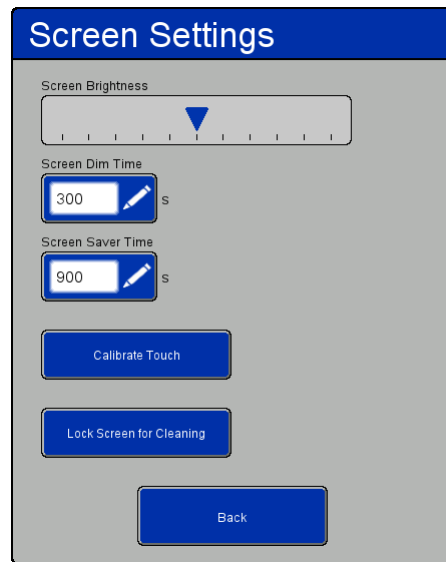 Screen Settings
Screen Brightness
Screen Dim Time
300 s
Screen Saver Time
900 s
Calibrate Touch
Lock Screen for Cleaning
Back